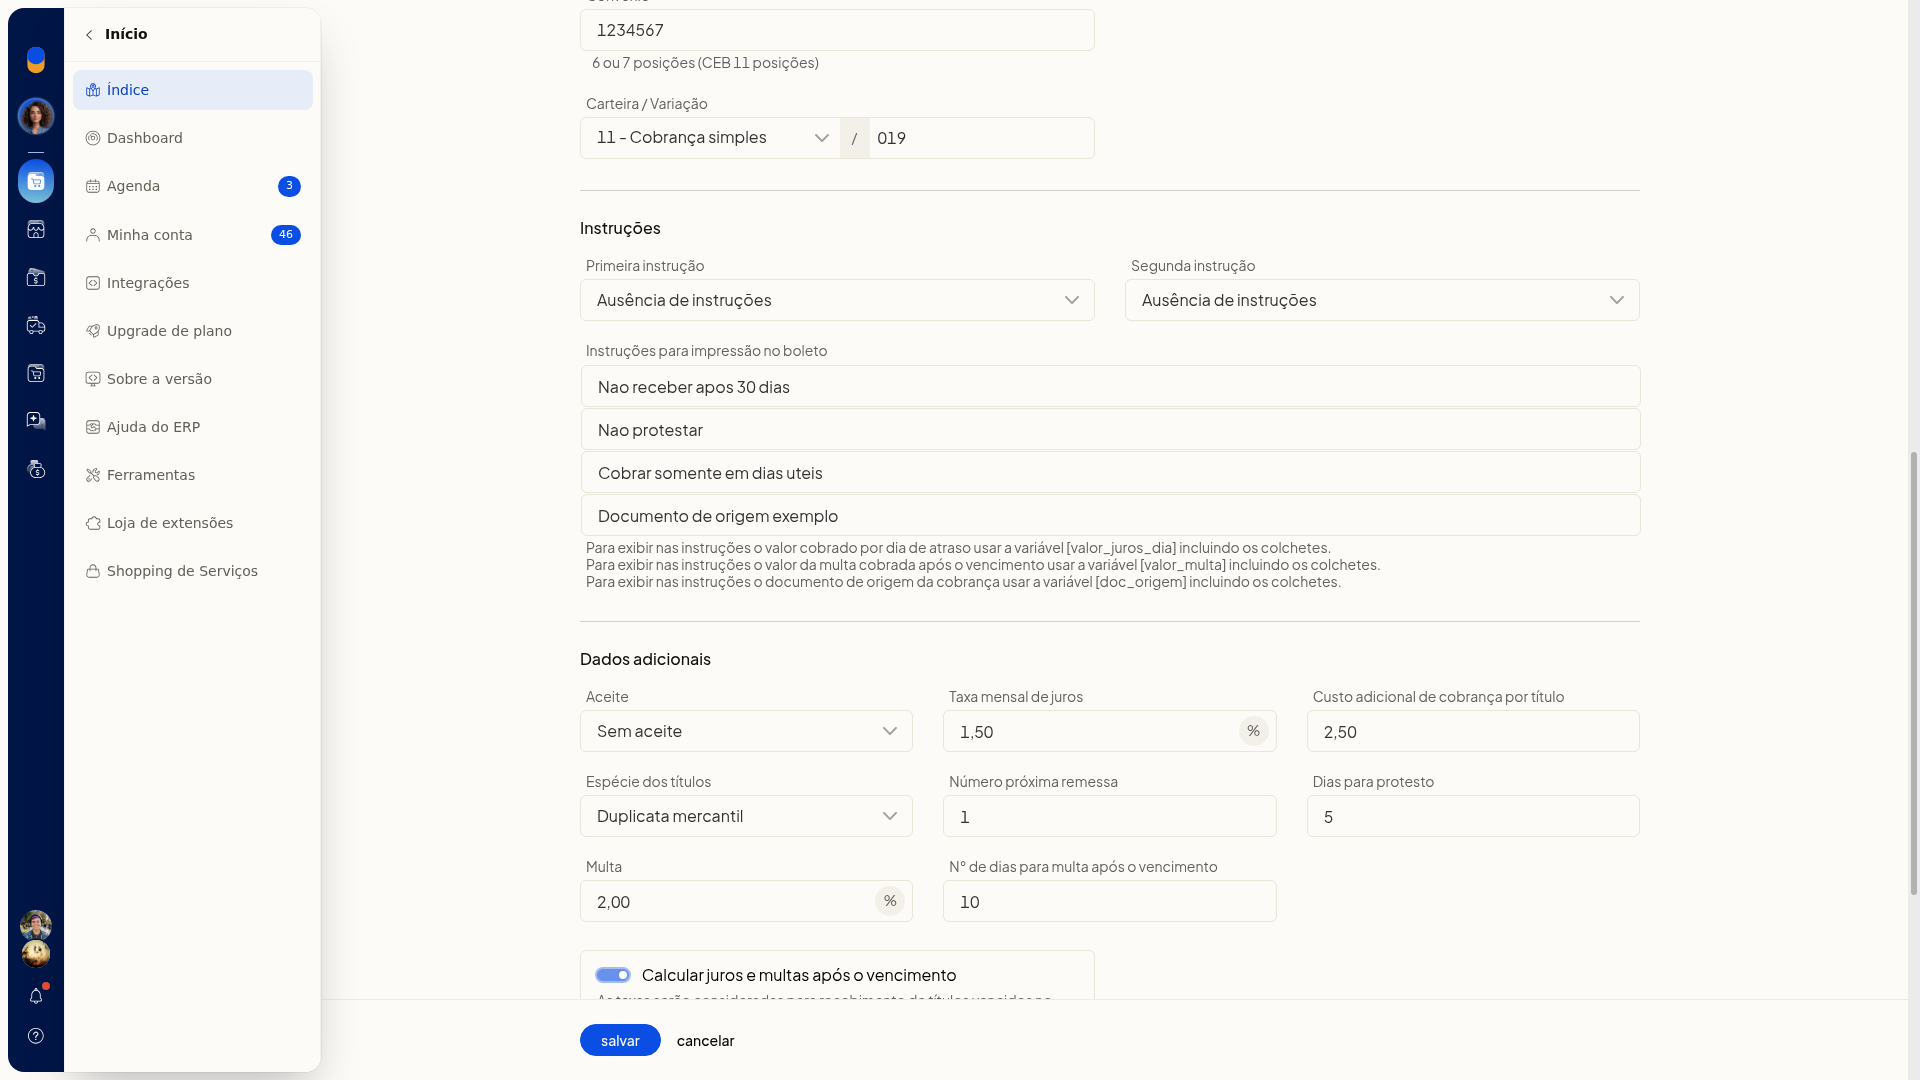 Início
Índice
Dashboard
Agenda 3
Minha conta 46
Integrações
Upgrade de plano
Sobre a versão
Ajuda do ERP
Ferramentas
Loja de extensões
Shopping de Serviços
1234567
6 ou 7 posições (CEB 11 posições)
Carteira / Variação
11 - Cobrança simples / 019
Instruções
Primeira instrução Segunda instrução
Ausência de instruções Ausência de instruções
Instruções para impressão no boleto
Nao receber apos 30 dias
Nao protestar
Cobrar somente em dias uteis
Documento de origem exemplo
Para exibir nas instruções o valor cobrado por dia de atraso usar a variável [valor_juros_dia] incluindo os colchetes.
Para exibir nas instruções o valor da multa cobrada após o vencimento usar a variável [valor_multa] incluindo os colchetes.
Para exibir nas instruções o documento de origem da cobrança usar a variável [doc_origem] incluindo os colchetes.
Dados adicionais
Aceite Taxa mensal de juros Custo adicional de cobrança por título
Sem aceite 1,50 % 2,50
Espécie dos títulos Número próxima remessa Dias para protesto
Duplicata mercantil 1 5
Multa N° de dias para multa após o vencimento
2,00 % 10
Calcular juros e multas após o vencimento
salvar cancelar